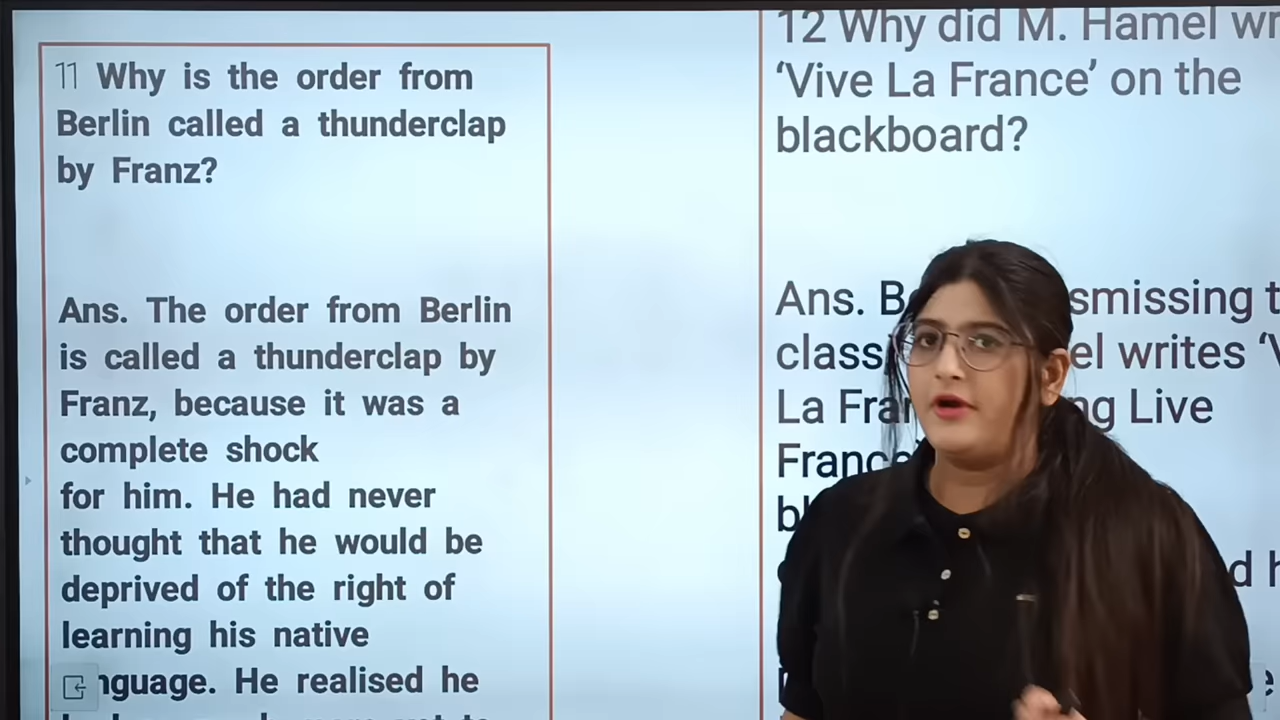 11 Why is the order from
Berlin called a thunderclap
by Franz?
Ans. The order from Berlin
is called a thunderclap by
Franz, because it was a
complete shock
for him. He had never
thought that he would be
deprived of the right of
learning his native
nguage. He realised he
12 Why did M. Hamel wr
‘Vive La France’ on the
blackboard?
Ans. B smissing t
class el writes ‘V
La Fra ng Live
France
bl
d h